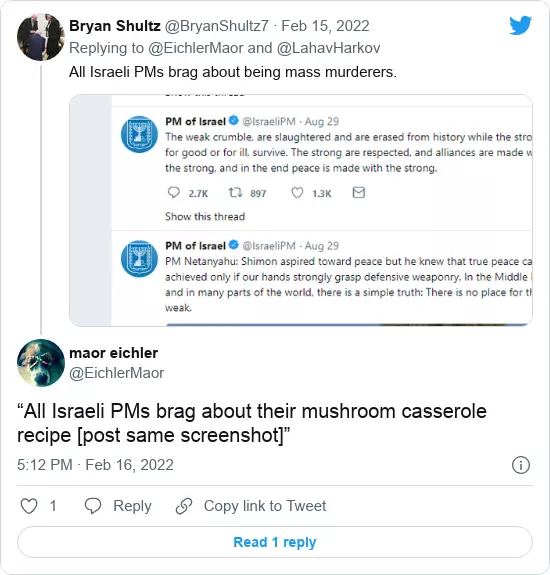 Bryan Shultz @BryanShultz7 · Feb 15, 2022
Replying to @EichlerMaor and @LahavHarkov
All Israeli PMs brag about being mass murderers.
PM of Israel @IsraeliPM · Aug 29
The weak crumble, are slaughtered and are erased from history while the stro
for good or for ill, survive. The strong are respected, and alliances are made w
the strong, and in the end peace is made with the strong.
2.7K 897 1.3K
Show this thread
PM of Israel @IsraeliPM · Aug 29
PM Netanyahu: Shimon aspired toward peace but he knew that true peace ca
achieved only if our hands strongly grasp defensive weaponry. In the Middle
and in many parts of the world, there is a simple truth: There is no place for th
weak.
maor eichler
@EichlerMaor
“All Israeli PMs brag about their mushroom casserole
recipe [post same screenshot]”
5:12 PM · Feb 16, 2022
1 Reply Copy link to Tweet
Read 1 reply